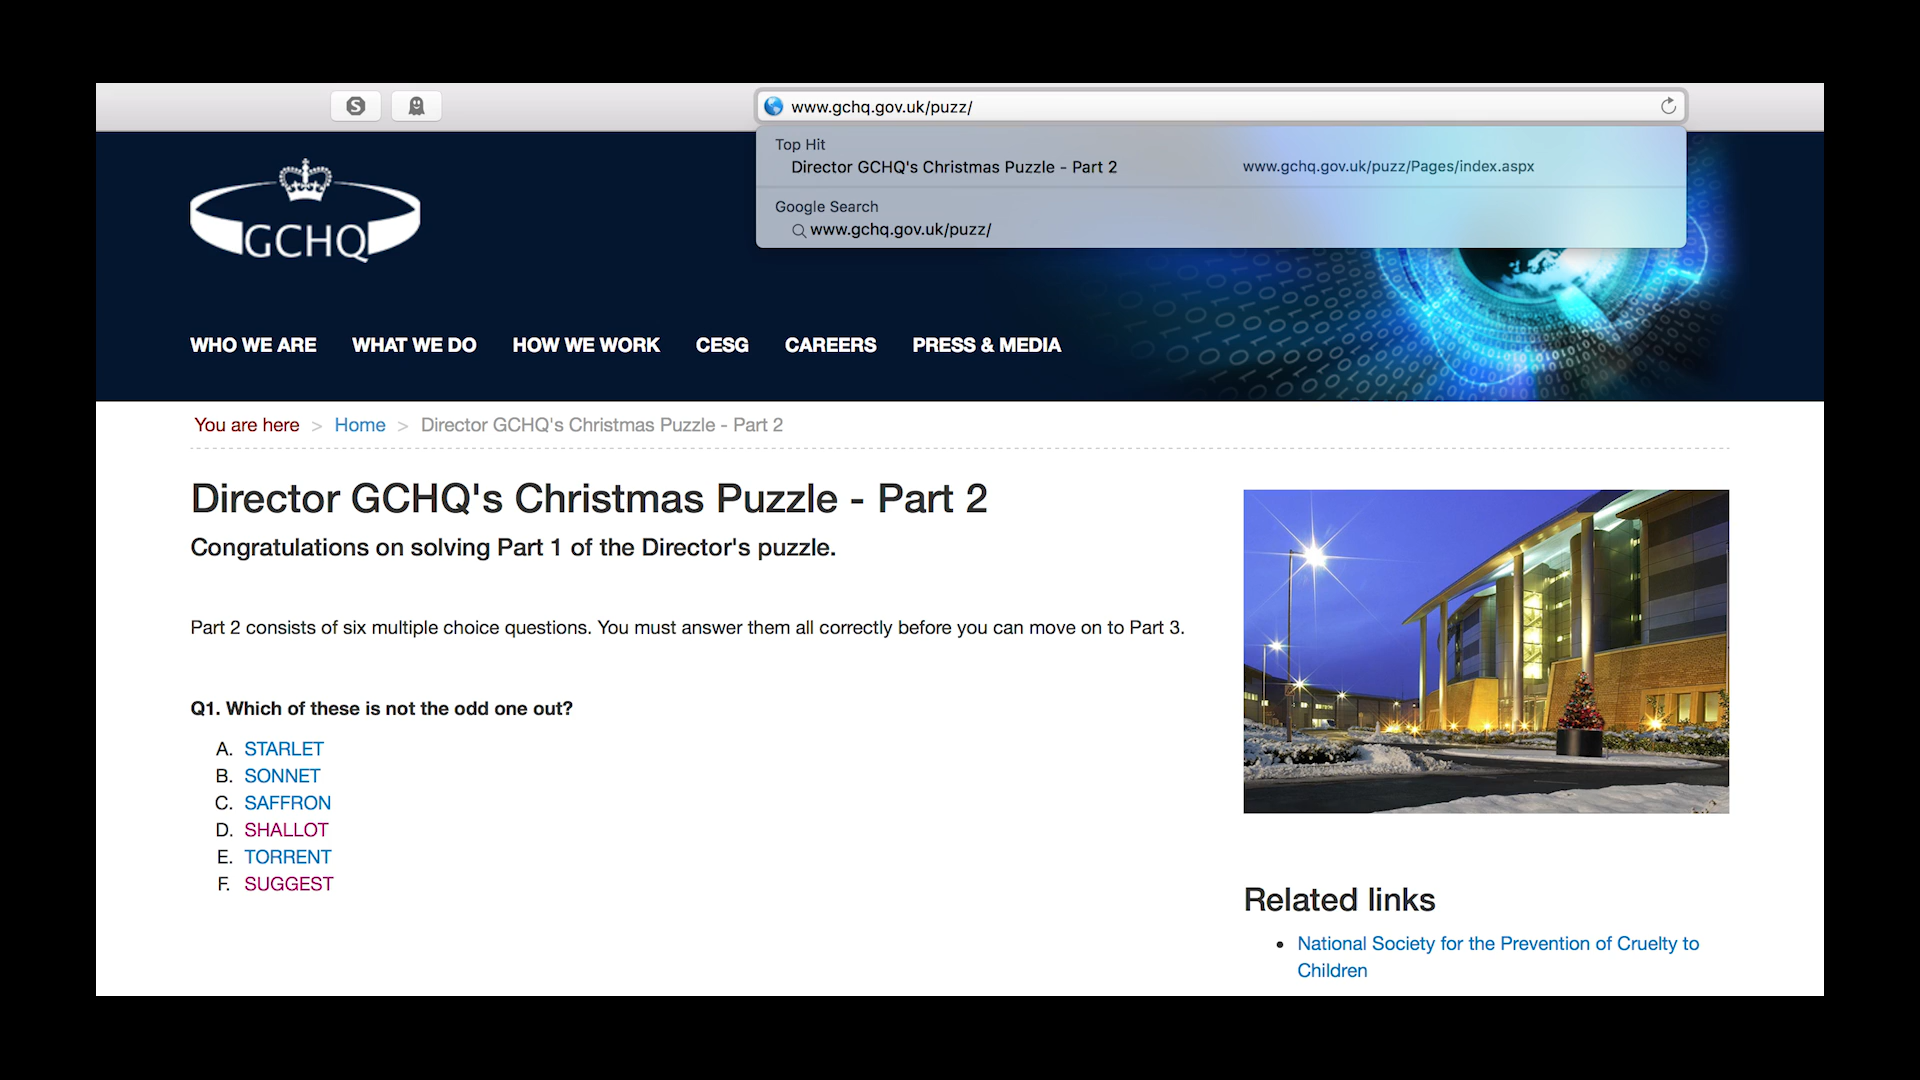 www.gchq.gov.uk/puzz/
Top Hit
Director GCHQ's Christmas Puzzle - Part 2 www.gchq.gov.uk/puzz/Pages/index.aspx
Google Search
www.gchq.gov.uk/puzz/
GCHQ
WHO WE ARE WHAT WE DO HOW WE WORK CESG CAREERS PRESS & MEDIA
You are here > Home > Director GCHQ's Christmas Puzzle - Part 2
Director GCHQ's Christmas Puzzle - Part 2
Congratulations on solving Part 1 of the Director's puzzle.
Part 2 consists of six multiple choice questions. You must answer them all correctly before you can move on to Part 3.
Q1. Which of these is not the odd one out?
A. STARLET
B. SONNET
C. SAFFRON
D. SHALLOT
E. TORRENT
F. SUGGEST
Related links
• National Society for the Prevention of Cruelty to
Children